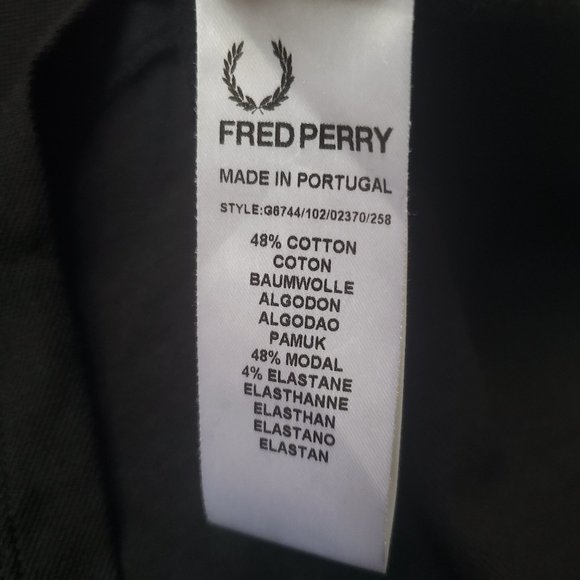 FRED PERRY
MADE IN PORTUGAL
STYLE:G6744/102/02370/258
48% COTTON
COTON
BAUMWOLLE
ALGODON
ALGODAO
PAMUK
48% MODAL
4% ELASTANE
ELASTHANNE
ELASTHAN
ELASTANO
ELASTAN